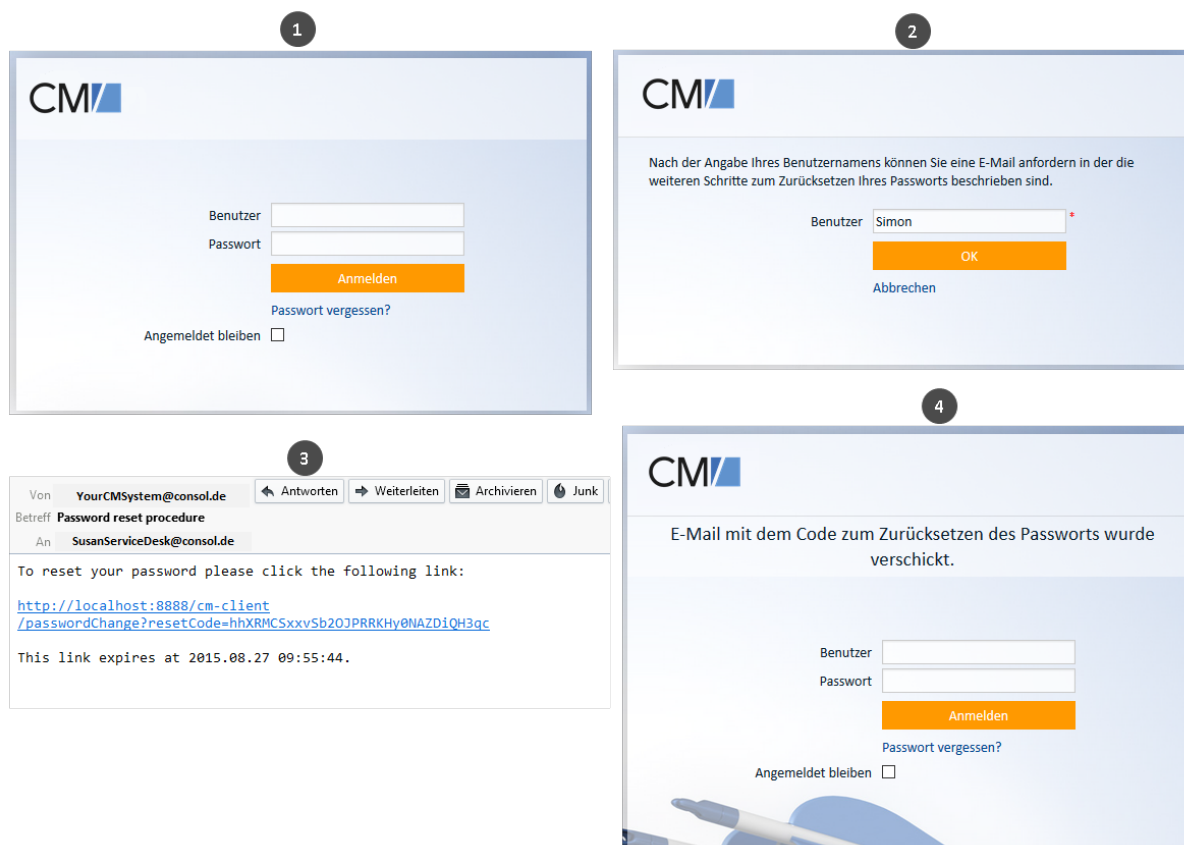 1
CM/
Benutzer
Passwort
Anmelden
Passwort vergessen?
Angemeldet bleiben
2
CM/
Nach der Angabe Ihres Benutzernamens können Sie eine E-Mail anfordern in der die
weiteren Schritte zum Zurücksetzen Ihres Passworts beschrieben sind.
Benutzer Simon *
OK
Abbrechen
3
Von YourCMSystem@consol.de Antworten Weiterleiten Archivieren Junk
Betreff Password reset procedure
An SusanServiceDesk@consol.de
To reset your password please click the following link:
http://localhost:8888/cm-client
/passwordChange?resetCode=hhXRMCSxxvSb2OJPRRKHy0NAZDiQH3qc
This link expires at 2015.08.27 09:55:44.
4
CM/
E-Mail mit dem Code zum Zurücksetzen des Passworts wurde
verschickt.
Benutzer
Passwort
Anmelden
Passwort vergessen?
Angemeldet bleiben